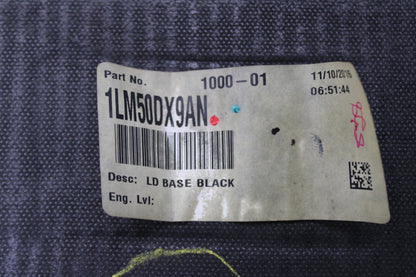 Part No. 1000-01 11/10/2016
1LM50DX9AN 06:51:44
Desc: LD BASE BLACK
Eng. Lvl: